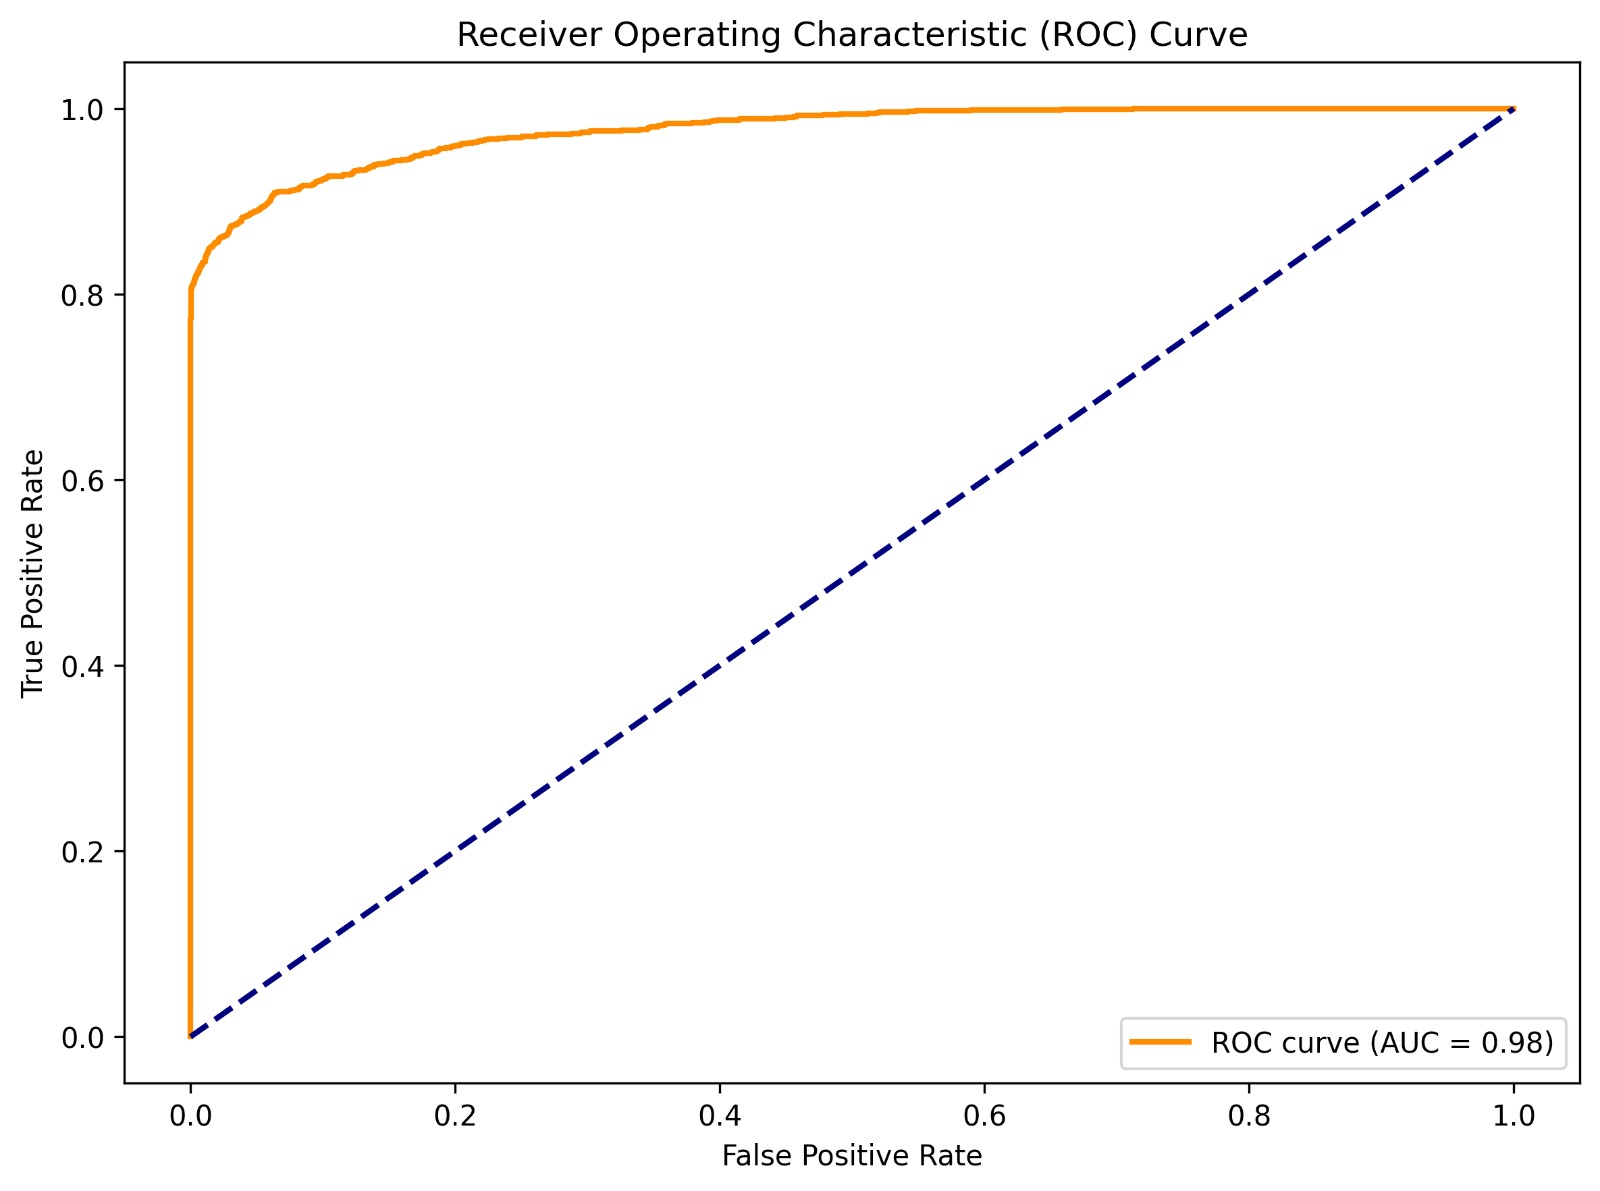 Receiver Operating Characteristic (ROC) Curve
1.0
0.8
0.6
0.4
0.2
0.0
True Positive Rate
ROC curve (AUC = 0.98)
0.0 0.2 0.4 0.6 0.8 1.0
False Positive Rate